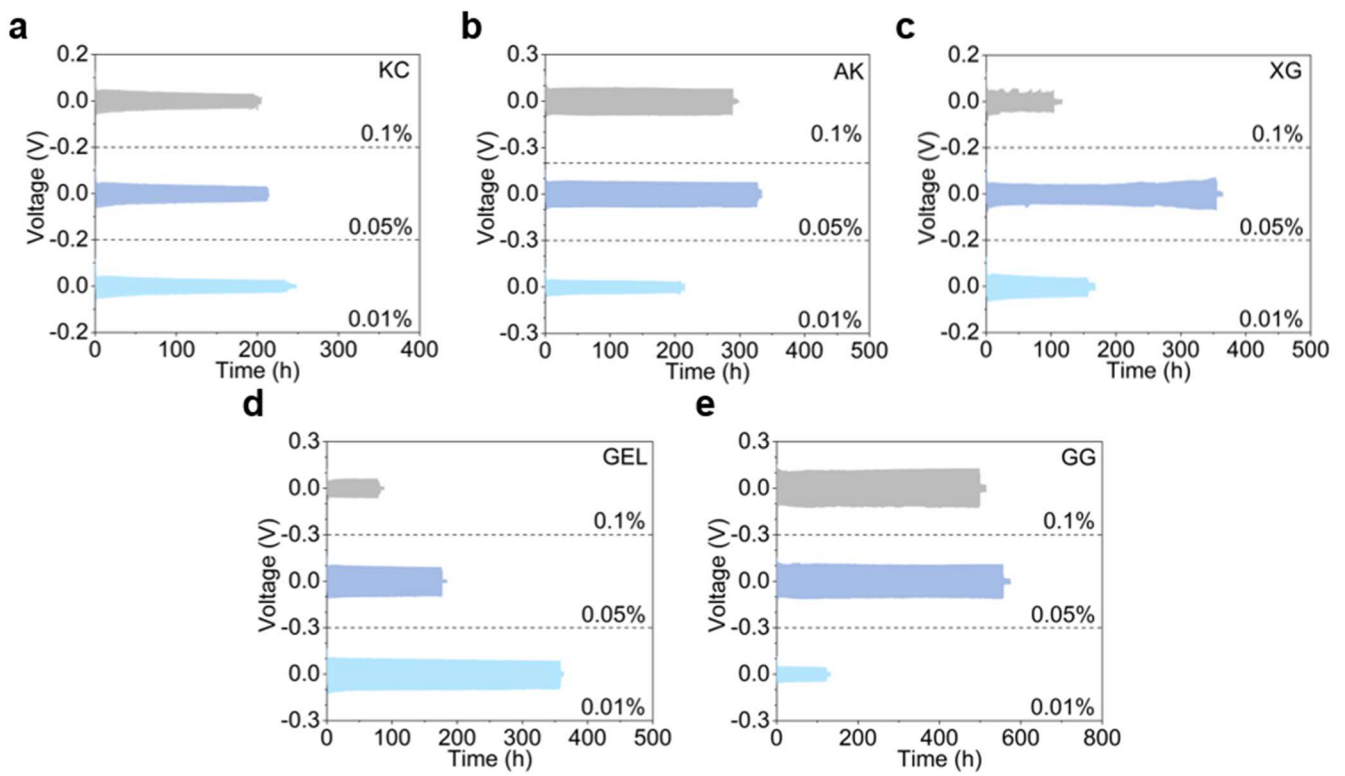 a
KC
0.2
0.0
0.1%
-0.2
0.0
0.05%
-0.2
0.0
0.01%
-0.2
Voltage (V)
0 100 200 300 400
Time (h)
b
AK
0.3
0.0
0.1%
-0.3
0.0
0.05%
-0.3
0.0
0.01%
-0.3
Voltage (V)
0 100 200 300 400 500
Time (h)
c
XG
0.2
0.0
0.1%
-0.2
0.0
0.05%
-0.2
0.0
0.01%
-0.2
Voltage (V)
0 100 200 300 400 500
Time (h)
d
GEL
0.3
0.0
0.1%
-0.3
0.0
0.05%
-0.3
0.0
0.01%
-0.3
Voltage (V)
0 100 200 300 400 500
Time (h)
e
GG
0.3
0.0
0.1%
-0.3
0.0
0.05%
-0.3
0.0
0.01%
-0.3
Voltage (V)
0 200 400 600 800
Time (h)